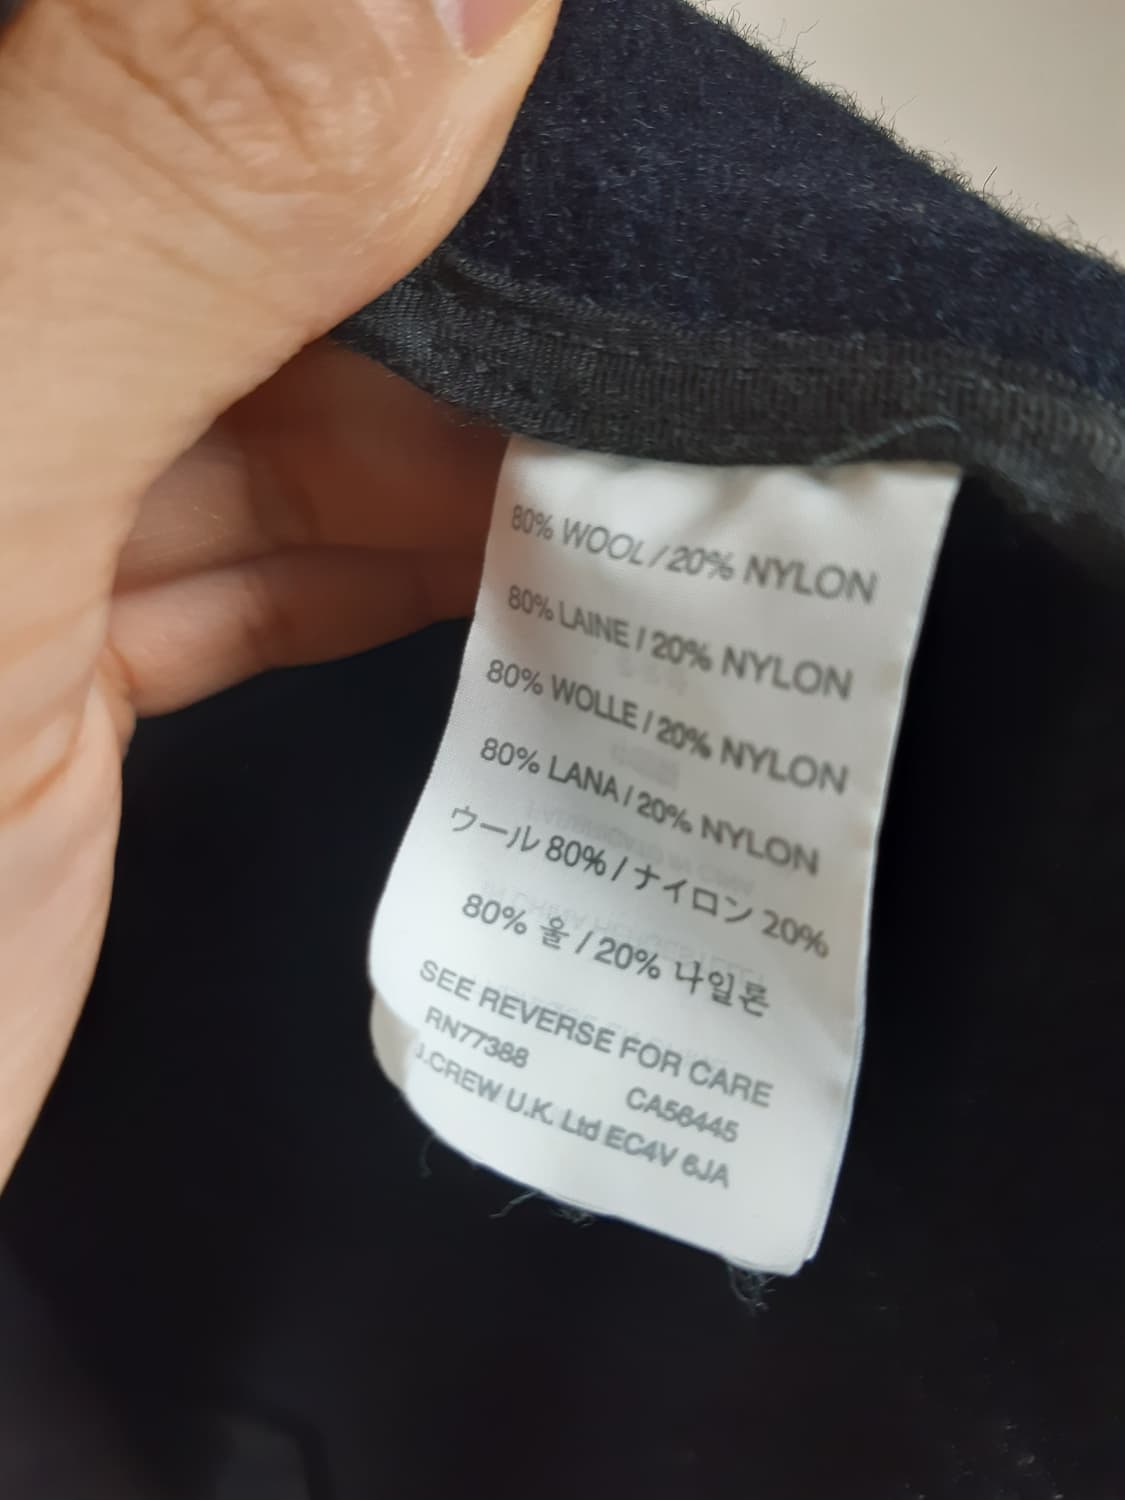 80% WOOL / 20% NYLON
80% LAINE / 20% NYLON
80% WOLLE / 20% NYLON
80% LANA / 20% NYLON
ウール 80% / ナイロン 20%
80% 울 / 20% 나일론
SEE REVERSE FOR CARE
RN77388 CA56445
J.CREW U.K. Ltd EC4V 6JA